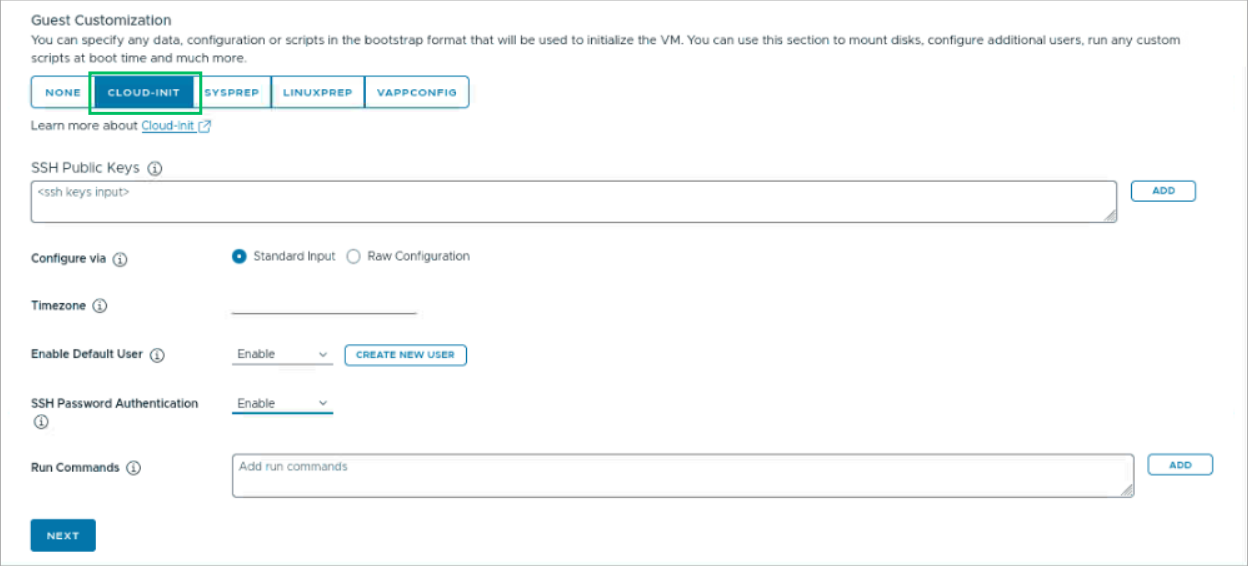 Guest Customization
You can specify any data, configuration or scripts in the bootstrap format that will be used to initialize the VM. You can use this section to mount disks, configure additional users, run any custom
scripts at boot time and much more.
NONE CLOUD-INIT SYSPREP LINUXPREP VAPPCONFIG
Learn more about Cloud-Init
SSH Public Keys
<ssh keys input> ADD
Configure via Standard Input Raw Configuration
Timezone
Enable Default User Enable CREATE NEW USER
SSH Password Authentication Enable
Run Commands Add run commands ADD
NEXT